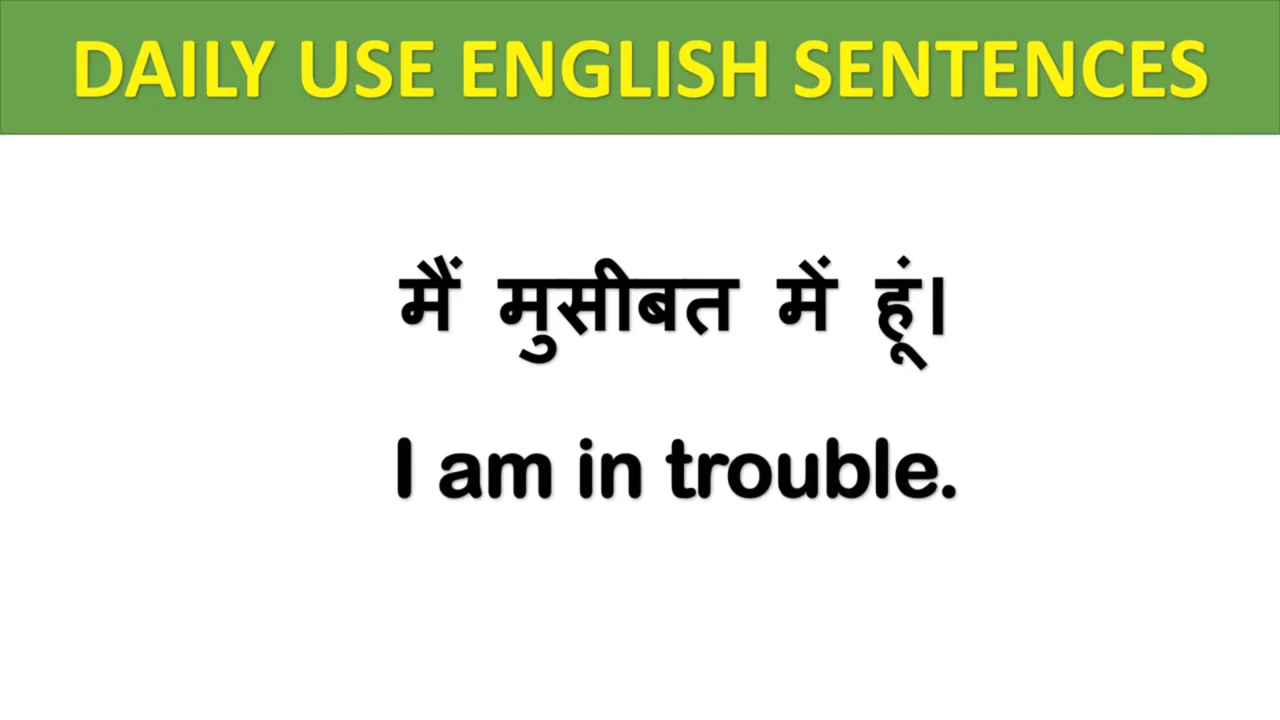 DAILY USE ENGLISH SENTENCES
मैं मुसीबत में हूं।
I am in trouble.